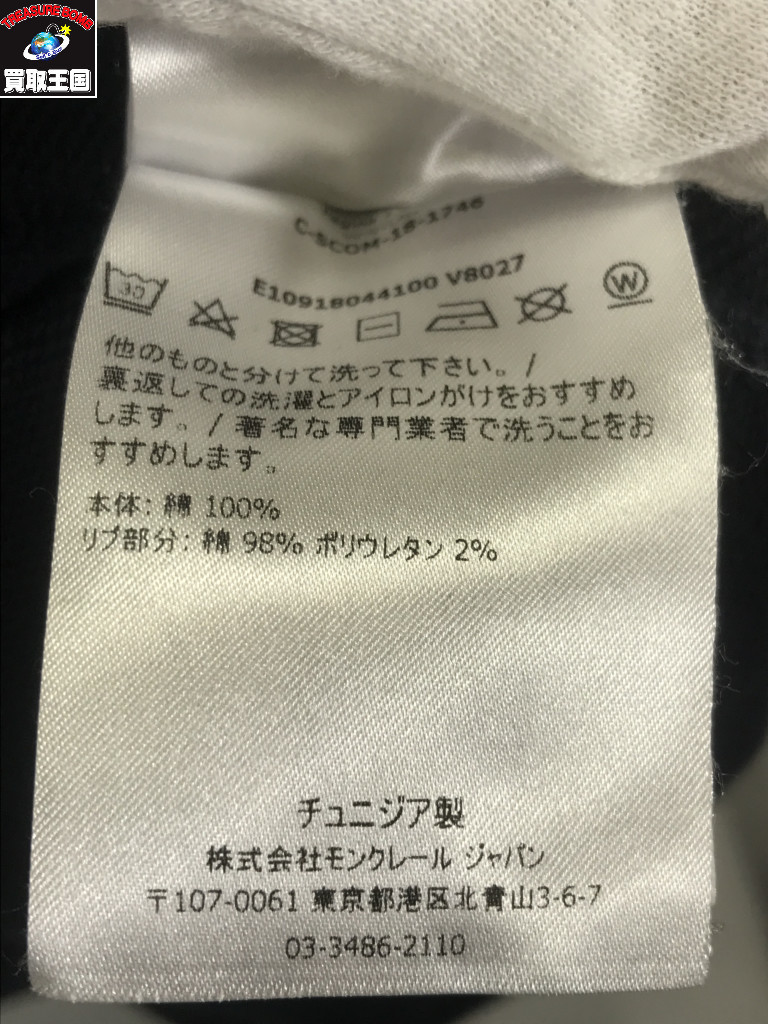 TREASURE BOMB
買取王国
C-SCOM-18-1746
E10918044100 V8027
30
W
他のものと分けて洗って下さい。/
裏返しての洗濯とアイロンがけをおすすめ
します。/ 著名な専門業者で洗うことをお
すすめします。
本体: 綿 100%
リブ部分: 綿 98% ポリウレタン 2%
チュニジア製
株式会社モンクレール ジャパン
〒107-0061 東京都港区北青山3-6-7
03-3486-2110